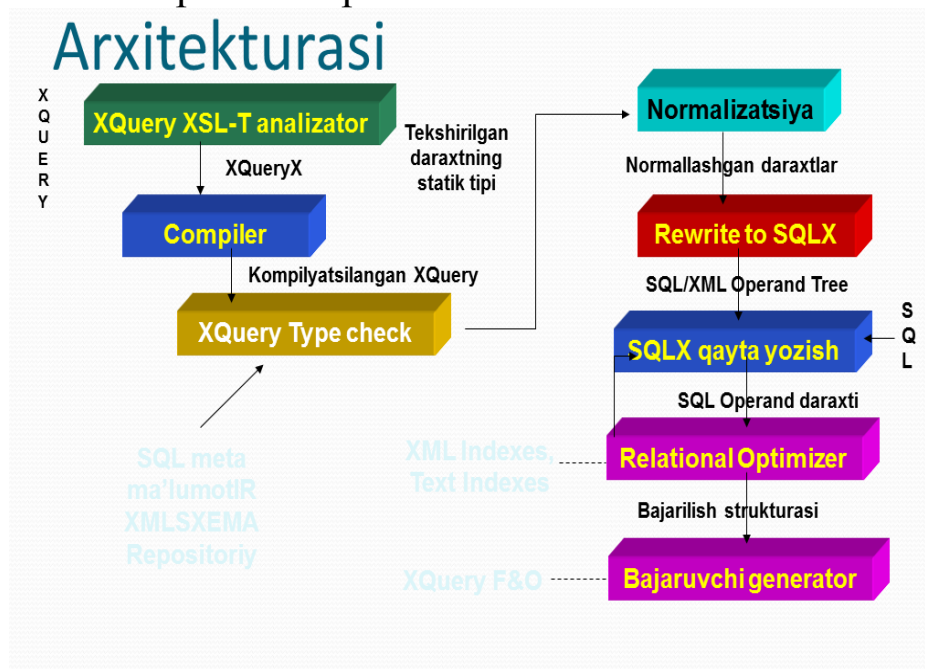 Arxitekturasi
X
Q
U
E
R
Y
XQuery XSL-T analizator
XQueryX
Compiler
Kompilyatsilangan XQuery
XQuery Type check
SQL meta
ma'lumotlR
XMLSXEMA
Repositoriy
Tekshirilgan
daraxtning
statik tipi
Normalizatsiya
Normallashgan daraxtlar
Rewrite to SQLX
SQL/XML Operand Tree
SQLX qayta yozish
S
Q
L
SQL Operand daraxti
XML Indexes,
Text Indexes
Relational Optimizer
Bajarilish strukturasi
XQuery F&O
Bajaruvchi generator